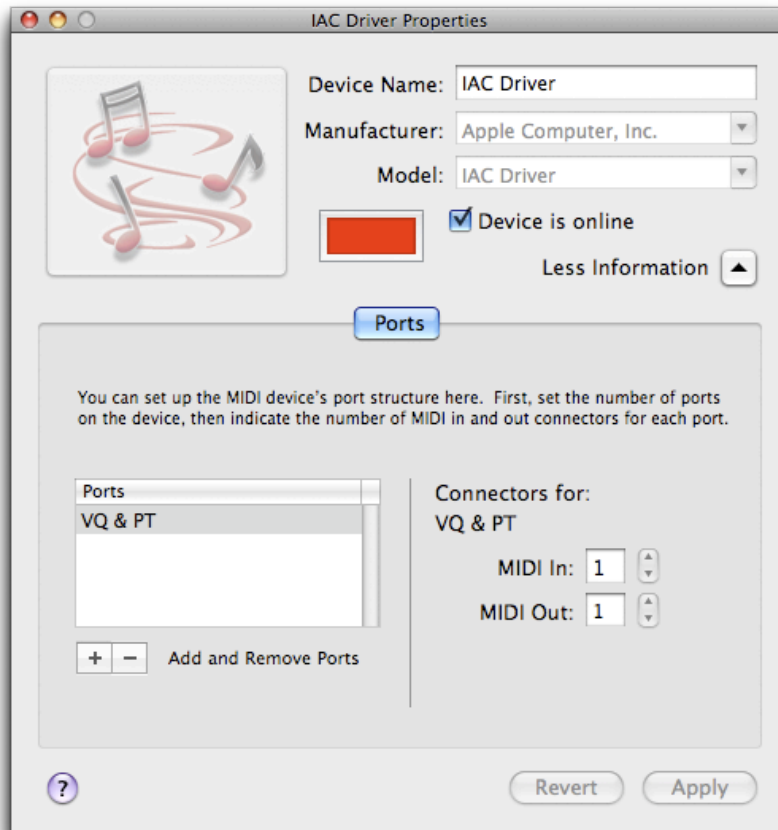 IAC Driver Properties
Device Name: IAC Driver
Manufacturer: Apple Computer, Inc.
Model: IAC Driver
Device is online
Less Information
Ports
You can set up the MIDI device's port structure here. First, set the number of ports
on the device, then indicate the number of MIDI in and out connectors for each port.
Ports
VQ & PT
+ − Add and Remove Ports
Connectors for:
VQ & PT
MIDI In: 1
MIDI Out: 1
? Revert Apply